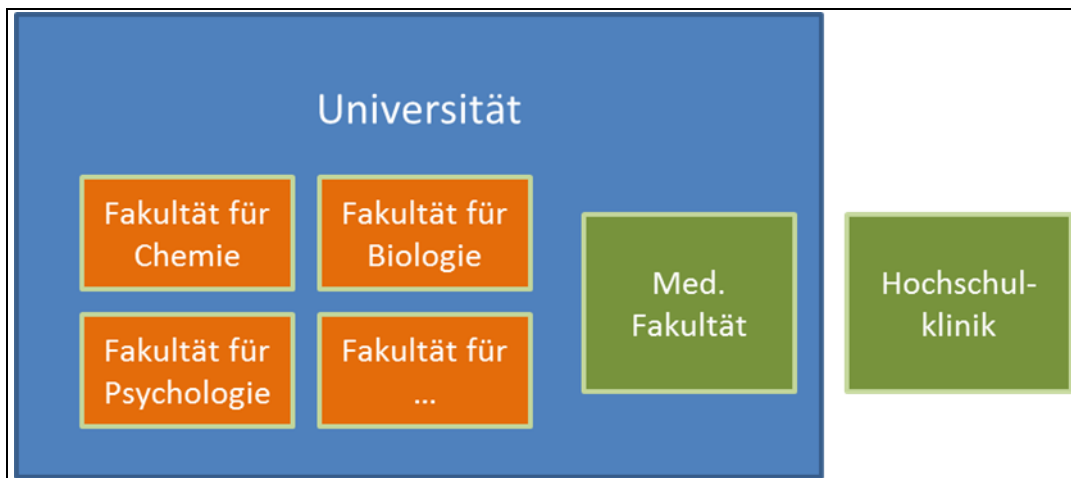 Universität
Fakultät für
Chemie
Fakultät für
Biologie
Fakultät für
Psychologie
Fakultät für
...
Med.
Fakultät
Hochschul-
klinik